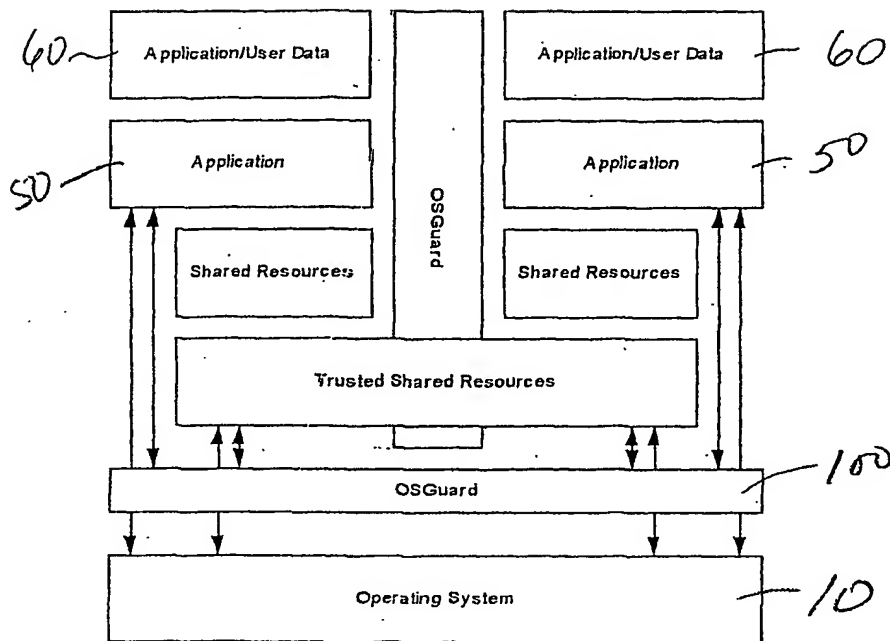 60 Application/User Data Application/User Data 60
50 Application Application 50
OSGuard
Shared Resources Shared Resources
Trusted Shared Resources
OSGuard 100
Operating System 10